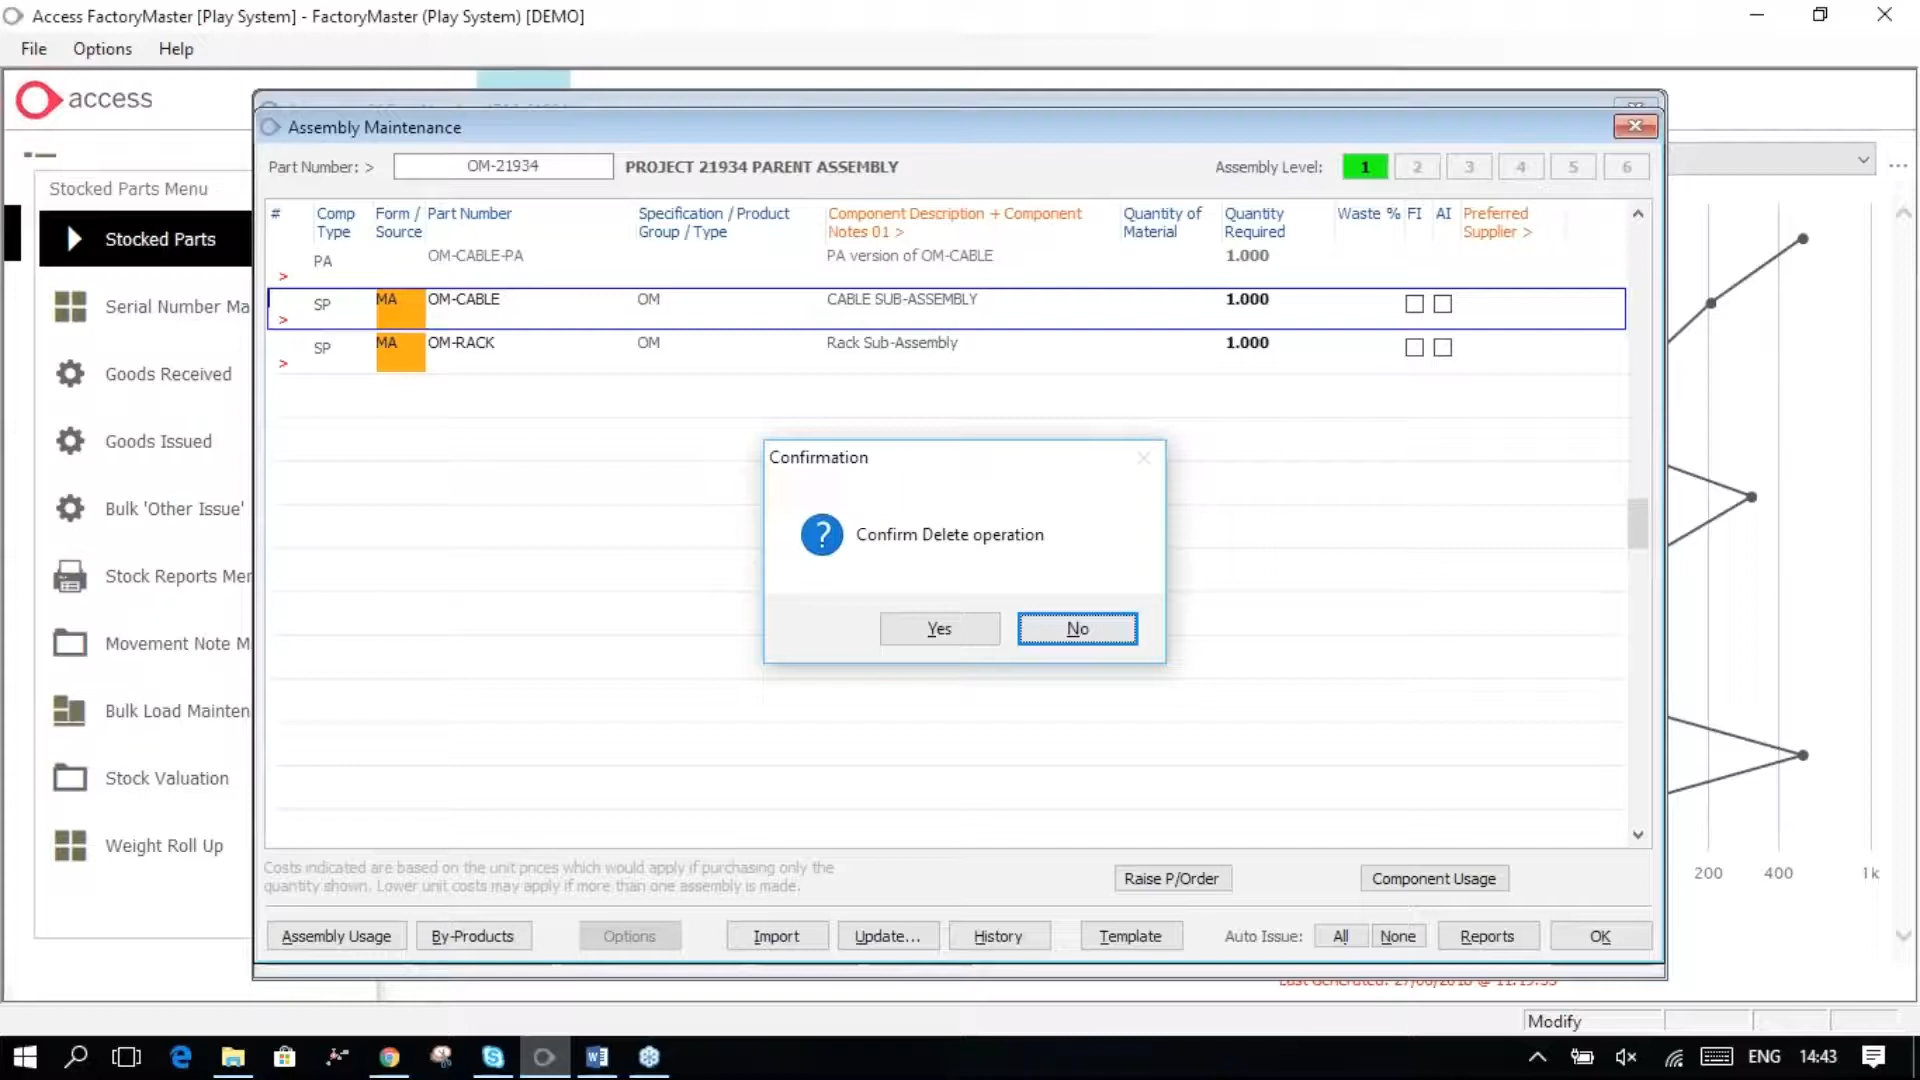 Access FactoryMaster [Play System] - FactoryMaster (Play System) [DEMO]
File Options Help
access
Stocked Parts Menu
Stocked Parts
Serial Number Ma
Goods Received
Goods Issued
Bulk 'Other Issue'
Stock Reports Mer
Movement Note M
Bulk Load Mainten
Stock Valuation
Weight Roll Up
Assembly Maintenance
Part Number: > OM-21934 PROJECT 21934 PARENT ASSEMBLY Assembly Level: 1 2 3 4 5 6
# Comp Form / Part Number Specification / Product Component Description + Component Quantity of Quantity Waste % FI AI Preferred
Type Source Group / Type Notes 01 > Material Required Supplier >
PA OM-CABLE-PA PA version of OM-CABLE 1.000
>
SP MA OM-CABLE OM CABLE SUB-ASSEMBLY 1.000
>
SP MA OM-RACK OM Rack Sub-Assembly 1.000
>
Confirmation
? Confirm Delete operation
Yes No
Costs indicated are based on the unit prices which would apply if purchasing only the
quantity shown. Lower unit costs may apply if more than one assembly is made.
Raise P/Order Component Usage
Assembly Usage By-Products Options Import Update... History Template Auto Issue: All None Reports OK
200 400 1k
Modify
ENG 14:43